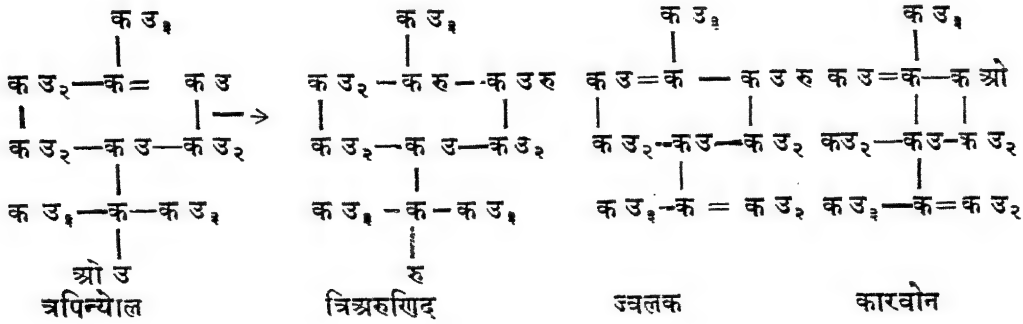 क उ₃ क उ₃ क उ₃ क उ₃
क उ₂—क= क उ क उ₂—क रु—क उ रु क उ=क—क उ रु क उ=क—क ओ
→
क उ₂—क उ—क उ₂ क उ₂—क उ—क उ₂ क उ₂—क उ—क उ₂ क उ₂—क उ—क उ₂
क उ₃—क—क उ₃ क उ₃—क—क उ₃ क उ₃—क=क उ₂ क उ₃—क=क उ₂
ओ उ रु
त्रपिन्योल त्रिअरुणिद ज्वलक कारवोन